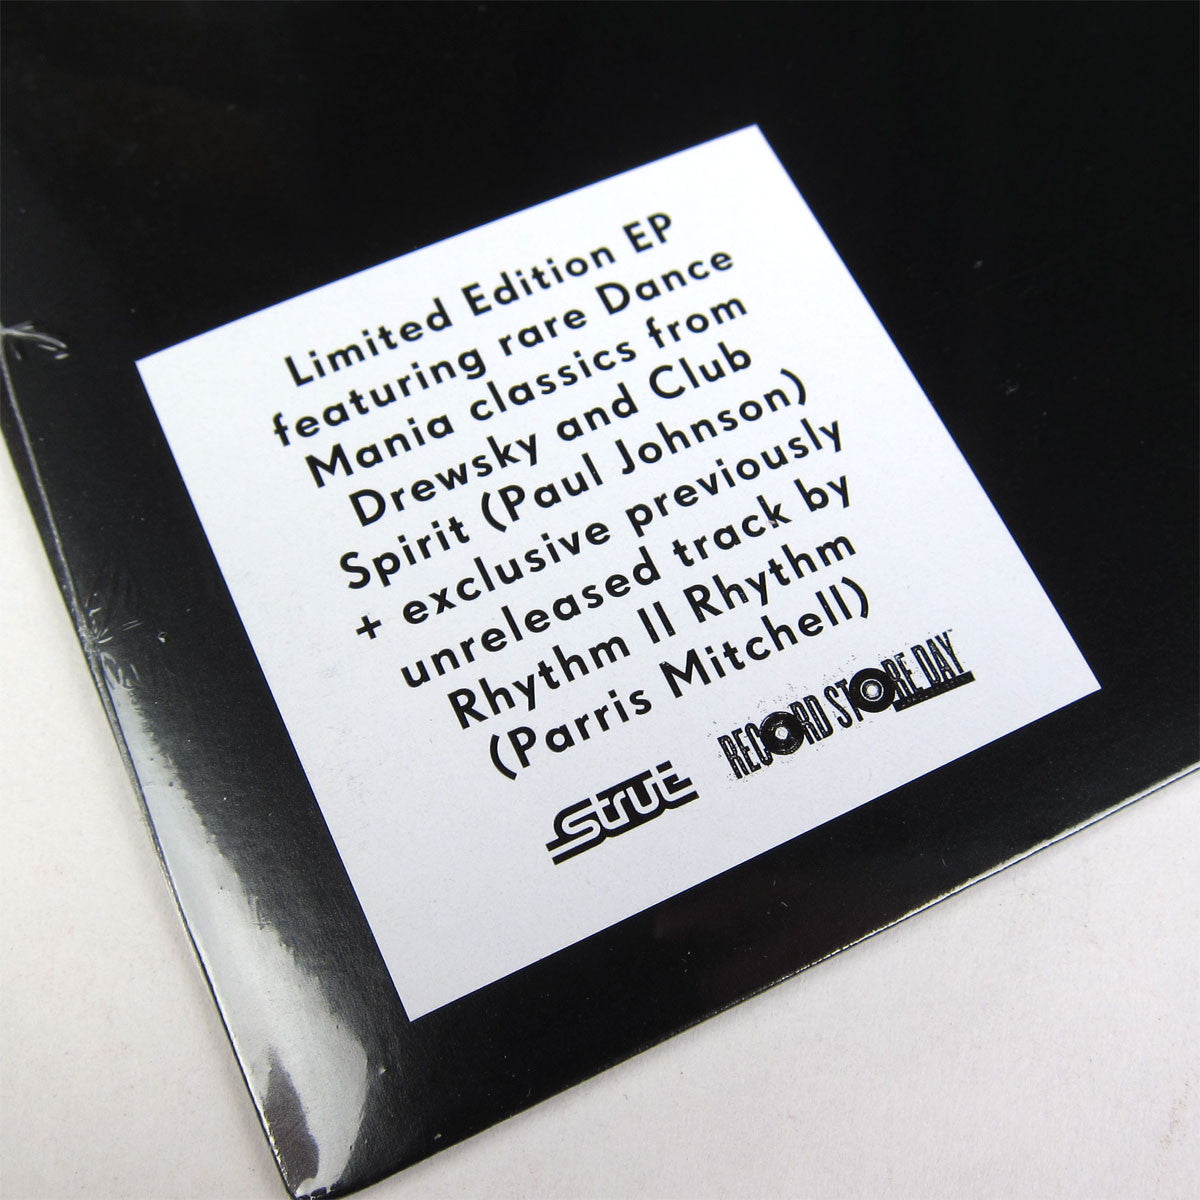 Limited Edition EP
featuring rare Dance
Mania classics from
Drewsky and Club
Spirit (Paul Johnson)
+ exclusive previously
unreleased track by
Rhythm II Rhythm
(Parris Mitchell)
Strut
RECORD STORE DAY™